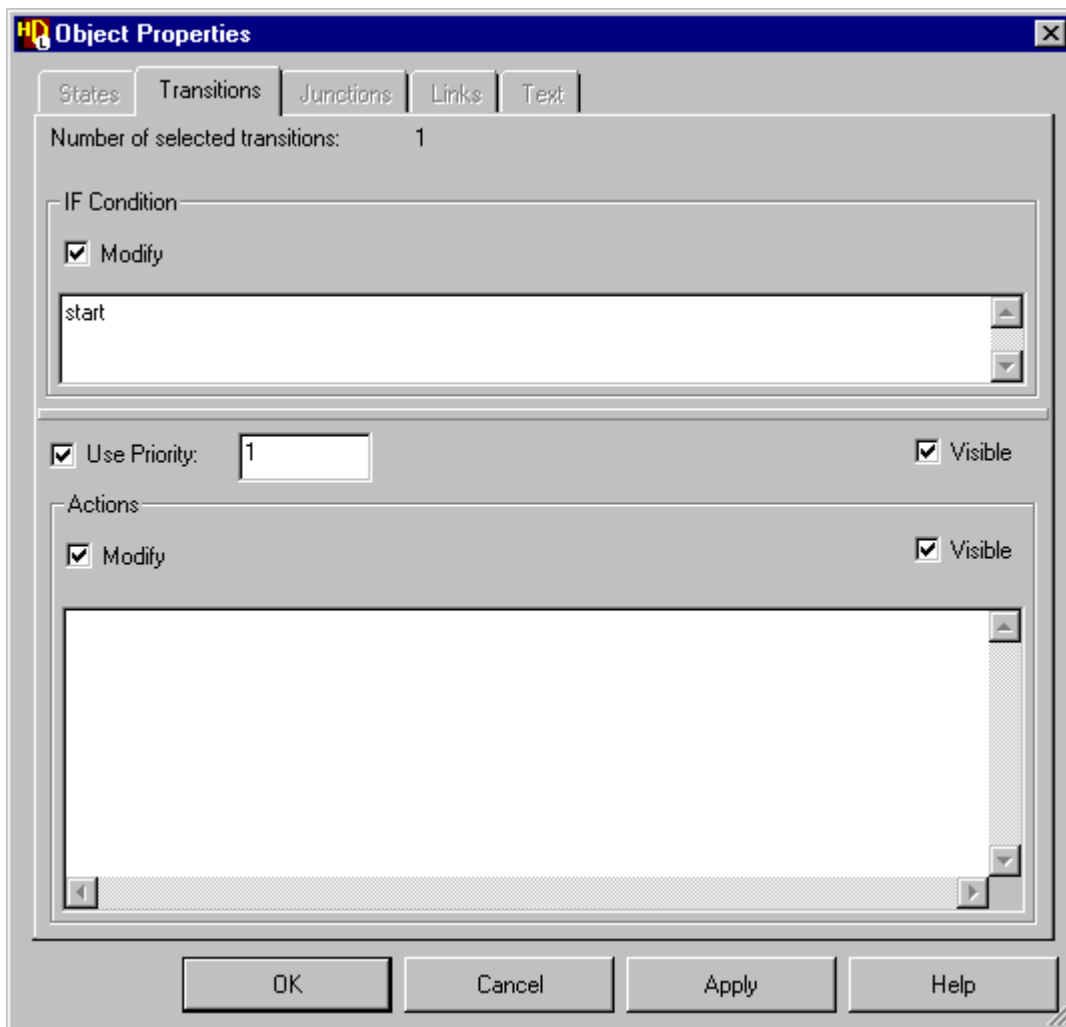 HDL Object Properties
States Transitions Junctions Links Text
Number of selected transitions: 1
IF Condition
Modify
start
Use Priority: 1 Visible
Actions
Modify Visible
OK Cancel Apply Help